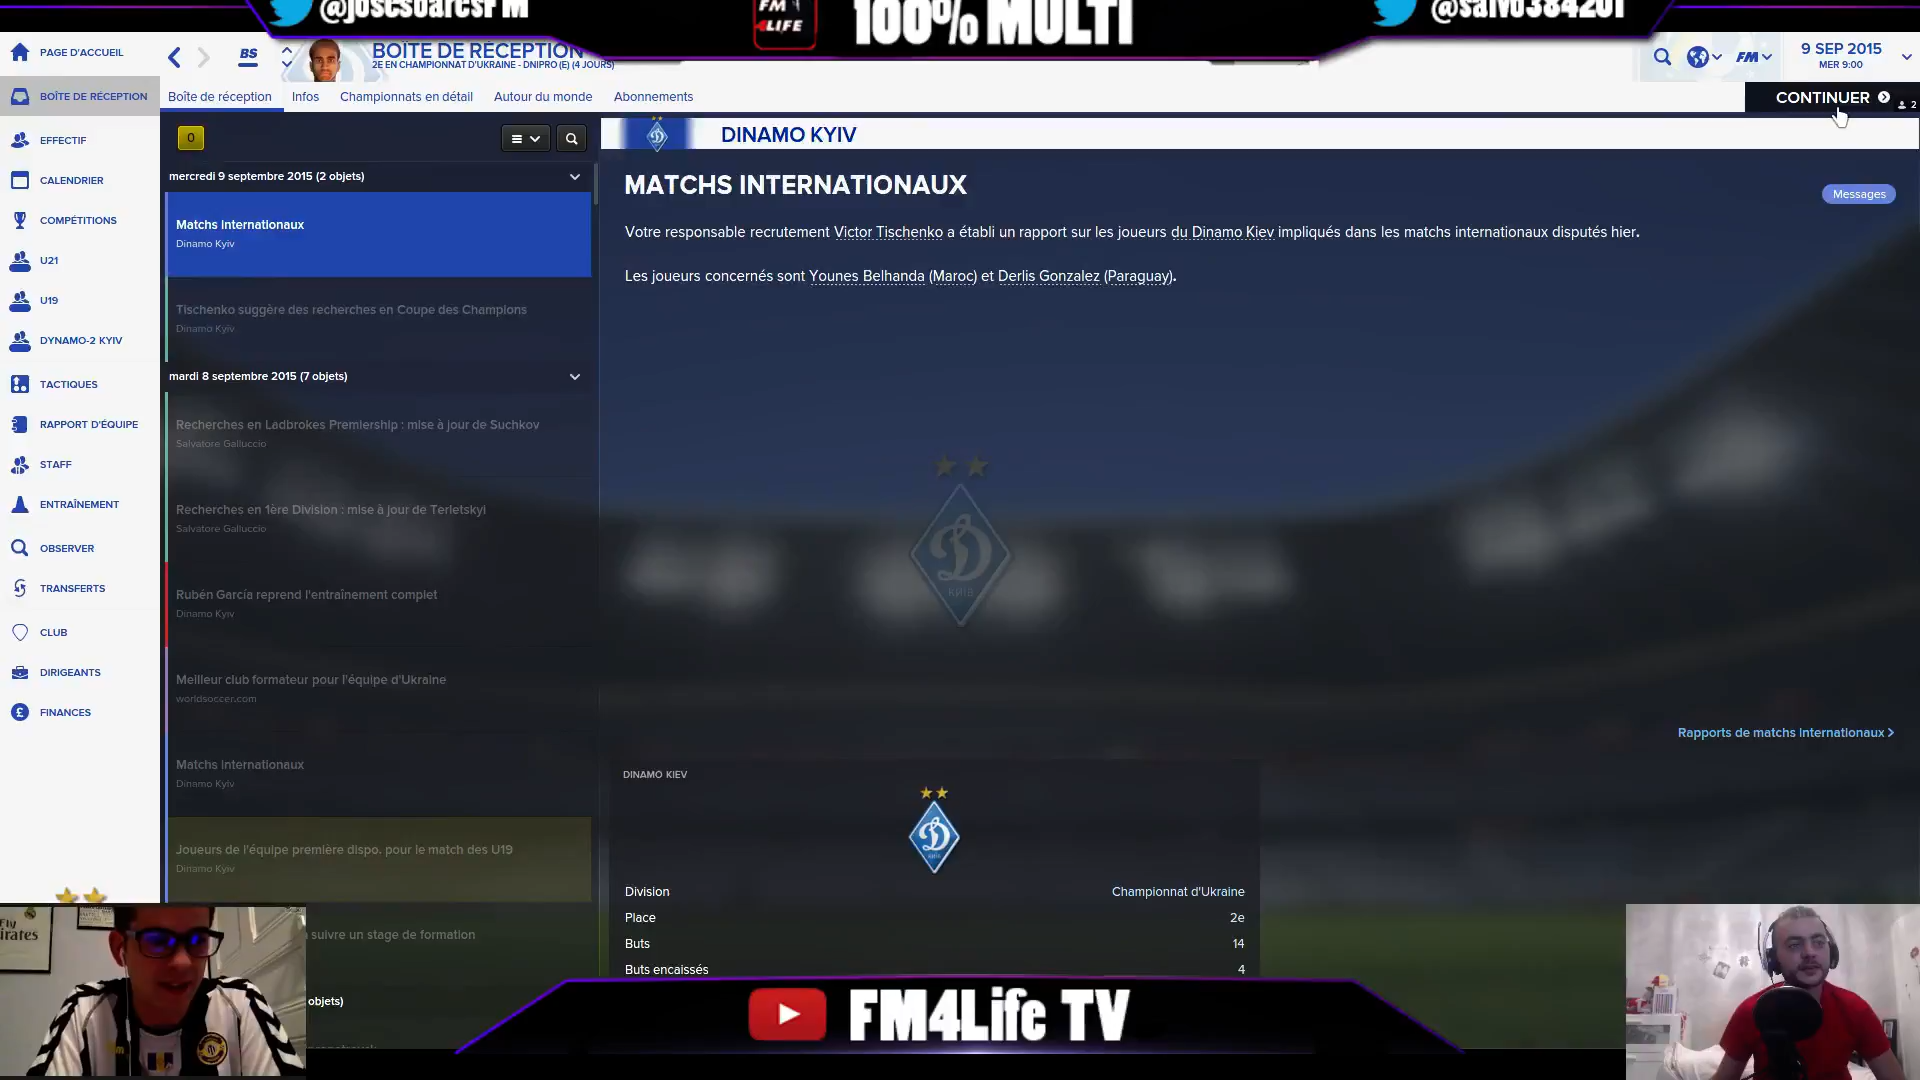 @josesoaresFM
FM
4LIFE
100% MULTI
@salvo384201
PAGE D'ACCUEIL
BS
BOÎTE DE RÉCEPTION
2E EN CHAMPIONNAT D'UKRAINE - DNIPRO (E) (4 JOURS)
FM
9 SEP 2015
MER 9:00
BOÎTE DE RÉCEPTION
Boîte de réception
Infos
Championnats en détail
Autour du monde
Abonnements
CONTINUER
2
EFFECTIF
CALENDRIER
COMPÉTITIONS
U21
U19
DYNAMO-2 KYIV
TACTIQUES
RAPPORT D'ÉQUIPE
STAFF
ENTRAÎNEMENT
OBSERVER
TRANSFERTS
CLUB
DIRIGEANTS
FINANCES
0
mercredi 9 septembre 2015 (2 objets)
Matchs internationaux
Dinamo Kyiv
Tischenko suggère des recherches en Coupe des Champions
Dinamo Kyiv
mardi 8 septembre 2015 (7 objets)
Recherches en Ladbrokes Premiership : mise à jour de Suchkov
Salvatore Galluccio
Recherches en 1ère Division : mise à jour de Terletskyi
Salvatore Galluccio
Rubén García reprend l'entraînement complet
Dinamo Kyiv
Meilleur club formateur pour l'équipe d'Ukraine
worldsoccer.com
Matchs internationaux
Dinamo Kyiv
Joueurs de l'équipe première dispo. pour le match des U19
Dinamo Kyiv
suivre un stage de formation
objets)
DINAMO KYIV
MATCHS INTERNATIONAUX
Messages
Votre responsable recrutement Victor Tischenko a établi un rapport sur les joueurs du Dinamo Kiev impliqués dans les matchs internationaux disputés hier.
Les joueurs concernés sont Younes Belhanda (Maroc) et Derlis Gonzalez (Paraguay).
Rapports de matchs internationaux >
DINAMO KIEV
Division Championnat d'Ukraine
Place 2e
Buts 14
Buts encaissés 4
FM4Life TV